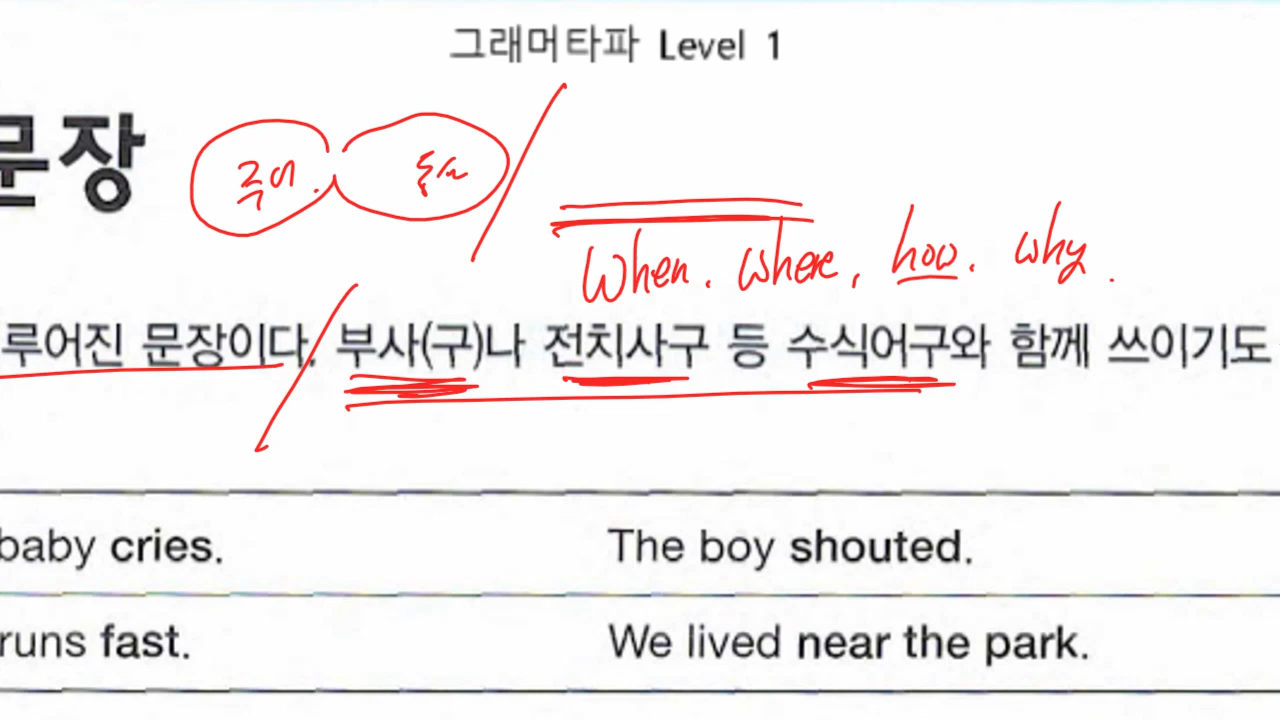 그래머타파 Level 1
문장 주어. 동사
When. where, how. why.
루어진 문장이다. 부사(구)나 전치사구 등 수식어구와 함께 쓰이기도
baby cries. The boy shouted.
runs fast. We lived near the park.